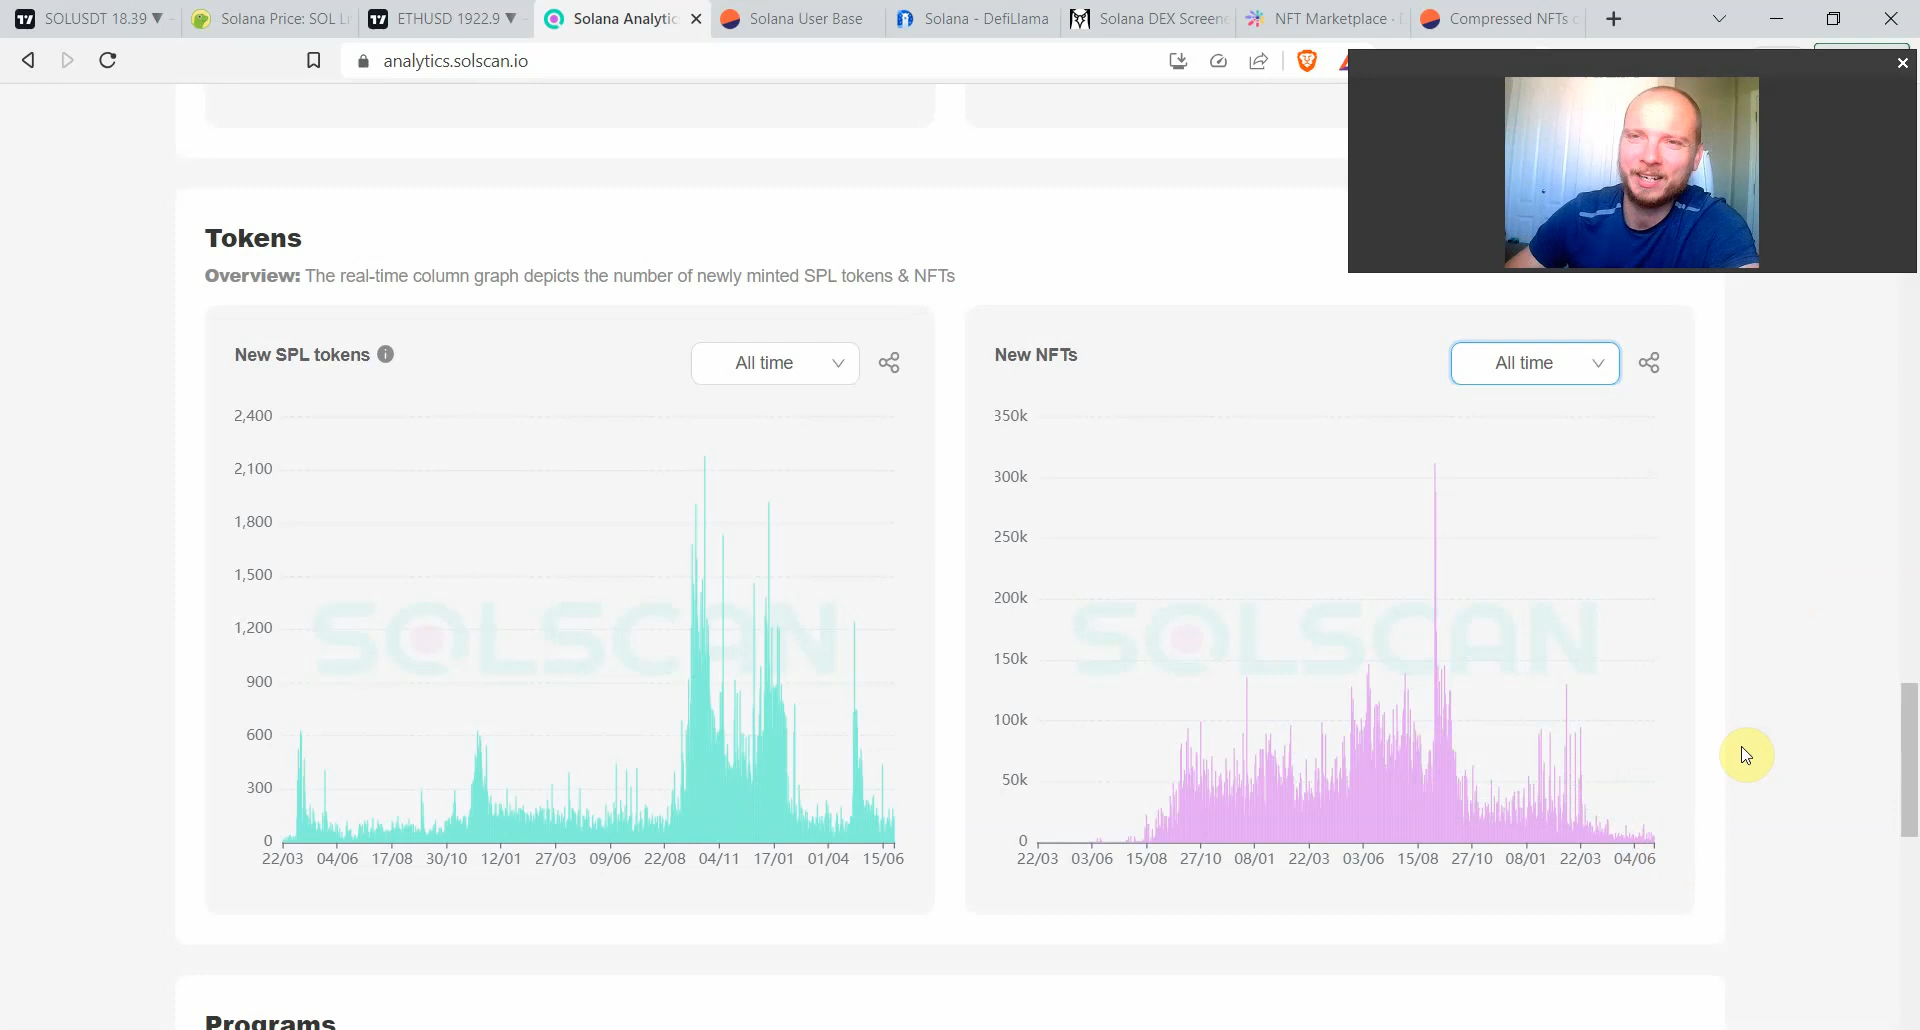 SOLUSDT 18.39 ▼
Solana Price: SOL Li
ETHUSD 1922.9 ▼
Solana Analytic
Solana User Base
Solana - DefiLlama
Solana DEX Screene
NFT Marketplace ·
Compressed NFTs
analytics.solscan.io
Tokens
Overview: The real-time column graph depicts the number of newly minted SPL tokens & NFTs
New SPL tokens
All time
2,400
2,100
1,800
1,500
1,200
900
600
300
0
22/03 04/06 17/08 30/10 12/01 27/03 09/06 22/08 04/11 17/01 01/04 15/06
SOLSCAN
New NFTs
All time
350k
300k
250k
200k
150k
100k
50k
0
22/03 03/06 15/08 27/10 08/01 22/03 03/06 15/08 27/10 08/01 22/03 04/06
SOLSCAN
Programs